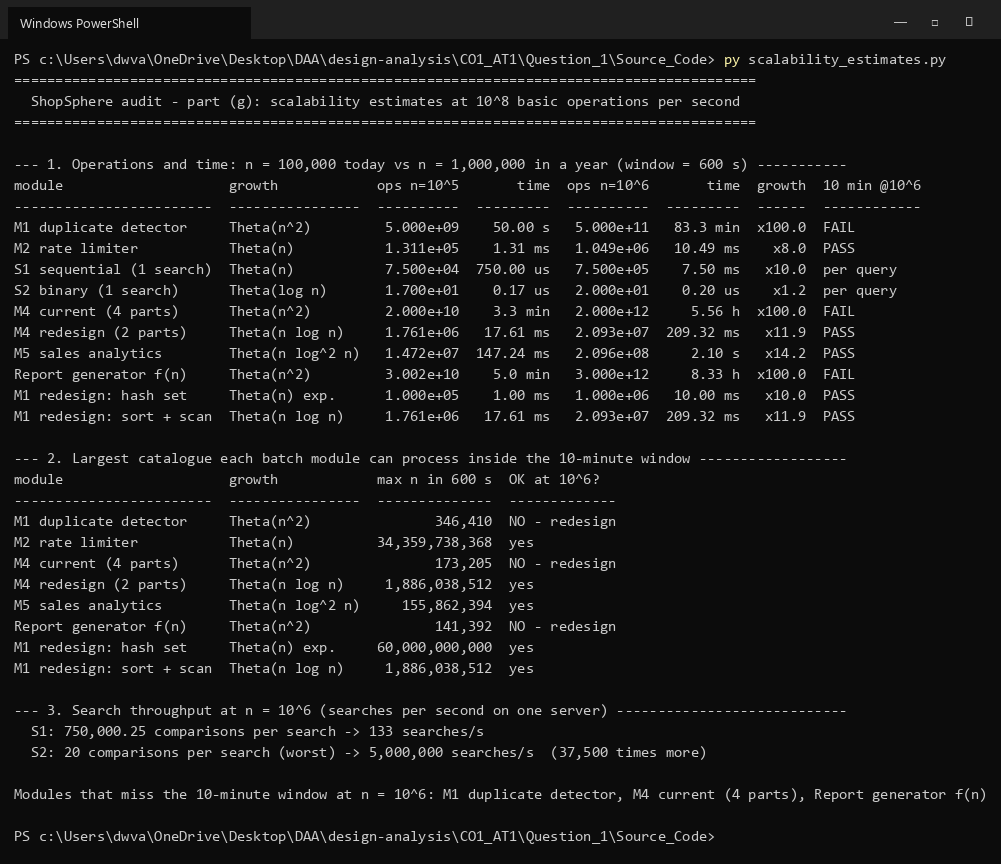 Windows PowerShell
PS c:\Users\dwva\OneDrive\Desktop\DAA\design-analysis\CO1_AT1\Question_1\Source_Code> py scalability_estimates.py
==========================================================================================
  ShopSphere audit - part (g): scalability estimates at 10^8 basic operations per second
==========================================================================================

--- 1. Operations and time: n = 100,000 today vs n = 1,000,000 in a year (window = 600 s) -----------
module                    growth            ops n=10^5       time  ops n=10^6       time  growth  10 min @10^6
------------------------  ----------------  ----------  ---------  ----------  ---------  ------  ------------
M1 duplicate detector     Theta(n^2)         5.000e+09    50.00 s   5.000e+11   83.3 min  x100.0  FAIL
M2 rate limiter           Theta(n)           1.311e+05    1.31 ms   1.049e+06   10.49 ms    x8.0  PASS
S1 sequential (1 search)  Theta(n)           7.500e+04  750.00 us   7.500e+05    7.50 ms   x10.0  per query
S2 binary (1 search)      Theta(log n)       1.700e+01    0.17 us   2.000e+01    0.20 us    x1.2  per query
M4 current (4 parts)      Theta(n^2)         2.000e+10    3.3 min   2.000e+12     5.56 h  x100.0  FAIL
M4 redesign (2 parts)     Theta(n log n)     1.761e+06   17.61 ms   2.093e+07  209.32 ms   x11.9  PASS
M5 sales analytics        Theta(n log^2 n)   1.472e+07  147.24 ms   2.096e+08     2.10 s   x14.2  PASS
Report generator f(n)     Theta(n^2)         3.002e+10    5.0 min   3.000e+12     8.33 h  x100.0  FAIL
M1 redesign: hash set     Theta(n) exp.      1.000e+05    1.00 ms   1.000e+06   10.00 ms   x10.0  PASS
M1 redesign: sort + scan  Theta(n log n)     1.761e+06   17.61 ms   2.093e+07  209.32 ms   x11.9  PASS

--- 2. Largest catalogue each batch module can process inside the 10-minute window ------------------
module                    growth            max n in 600 s  OK at 10^6?
------------------------  ----------------  --------------  -------------
M1 duplicate detector     Theta(n^2)               346,410  NO - redesign
M2 rate limiter           Theta(n)          34,359,738,368  yes
M4 current (4 parts)      Theta(n^2)               173,205  NO - redesign
M4 redesign (2 parts)     Theta(n log n)     1,886,038,512  yes
M5 sales analytics        Theta(n log^2 n)     155,862,394  yes
Report generator f(n)     Theta(n^2)               141,392  NO - redesign
M1 redesign: hash set     Theta(n) exp.     60,000,000,000  yes
M1 redesign: sort + scan  Theta(n log n)     1,886,038,512  yes

--- 3. Search throughput at n = 10^6 (searches per second on one server) ----------------------------
  S1: 750,000.25 comparisons per search -> 133 searches/s
  S2: 20 comparisons per search (worst) -> 5,000,000 searches/s  (37,500 times more)

Modules that miss the 10-minute window at n = 10^6: M1 duplicate detector, M4 current (4 parts), Report generator f(n)

PS c:\Users\dwva\OneDrive\Desktop\DAA\design-analysis\CO1_AT1\Question_1\Source_Code>